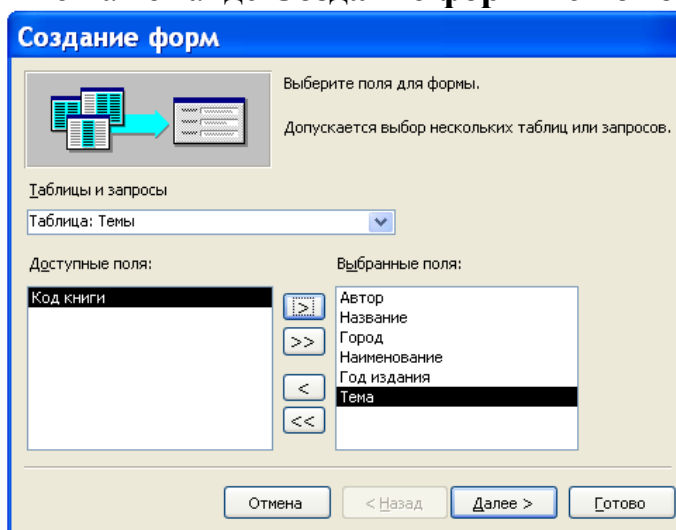 Создание форм
Выберите поля для формы.
Допускается выбор нескольких таблиц или запросов.
Таблицы и запросы
Таблица: Темы
Доступные поля:
Выбранные поля:
Код книги
>
>>
<
<<
Автор
Название
Город
Наименование
Год издания
Тема
Отмена
< Назад
Далее >
Готово